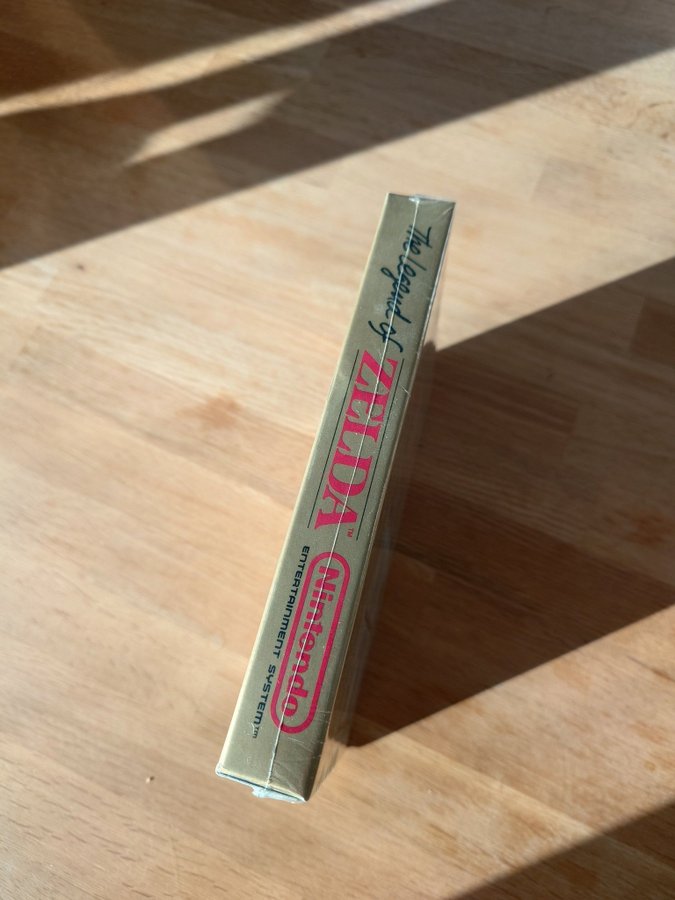 The legend of
ZELDA™
Nintendo
ENTERTAINMENT SYSTEM™